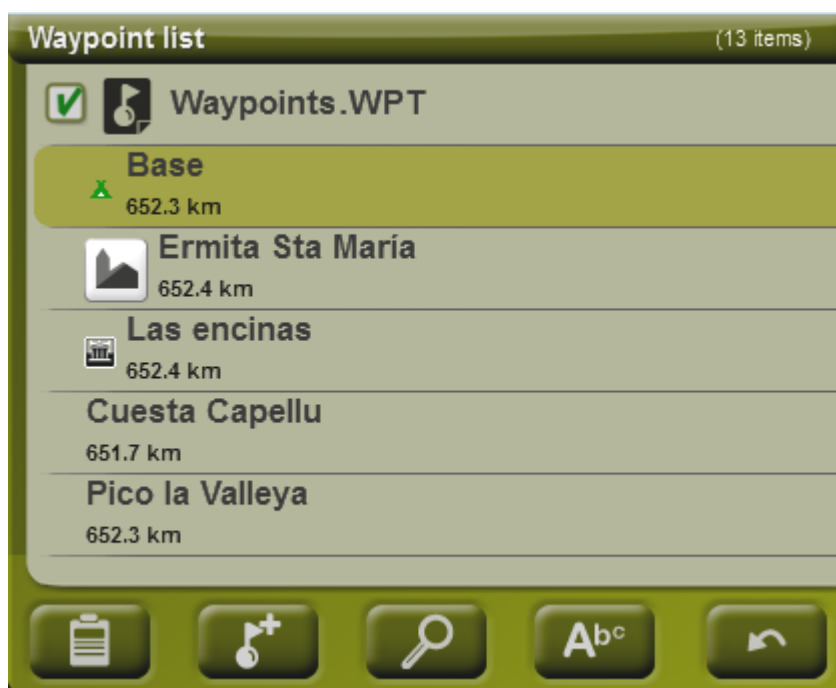 Waypoint list (13 items)
Waypoints.WPT
Base
652.3 km
Ermita Sta María
652.4 km
Las encinas
652.4 km
Cuesta Capellu
651.7 km
Pico la Valleya
652.3 km
Abc